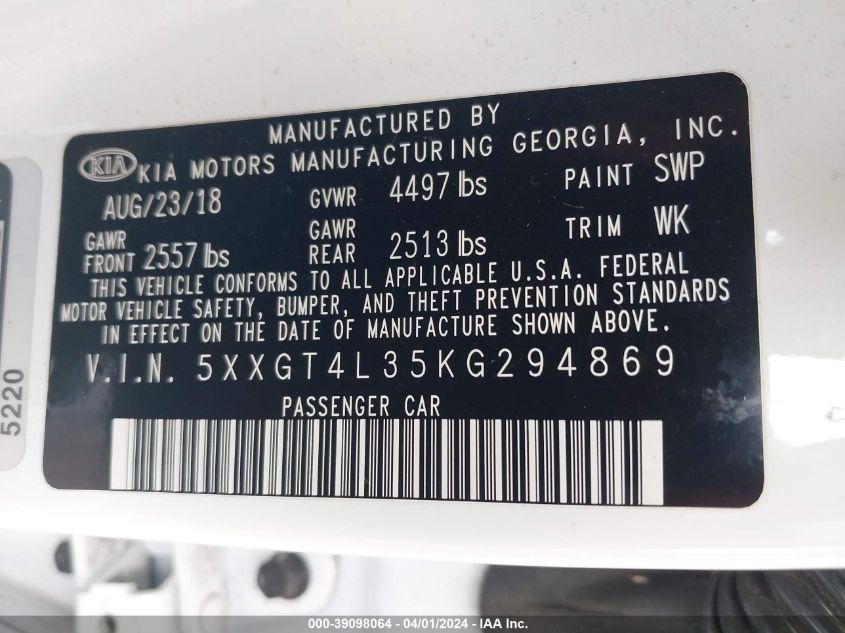 MANUFACTURED BY
KIA KIA MOTORS MANUFACTURING GEORGIA, INC.
AUG/23/18 GVWR 4497 lbs PAINT SWP
GAWR FRONT 2557 lbs GAWR REAR 2513 lbs TRIM WK
THIS VEHICLE CONFORMS TO ALL APPLICABLE U.S.A. FEDERAL
MOTOR VEHICLE SAFETY, BUMPER, AND THEFT PREVENTION STANDARDS
IN EFFECT ON THE DATE OF MANUFACTURE SHOWN ABOVE.
V.I.N. 5XXGT4L35KG294869
PASSENGER CAR
5220
000-39098064 - 04/01/2024 - IAA Inc.